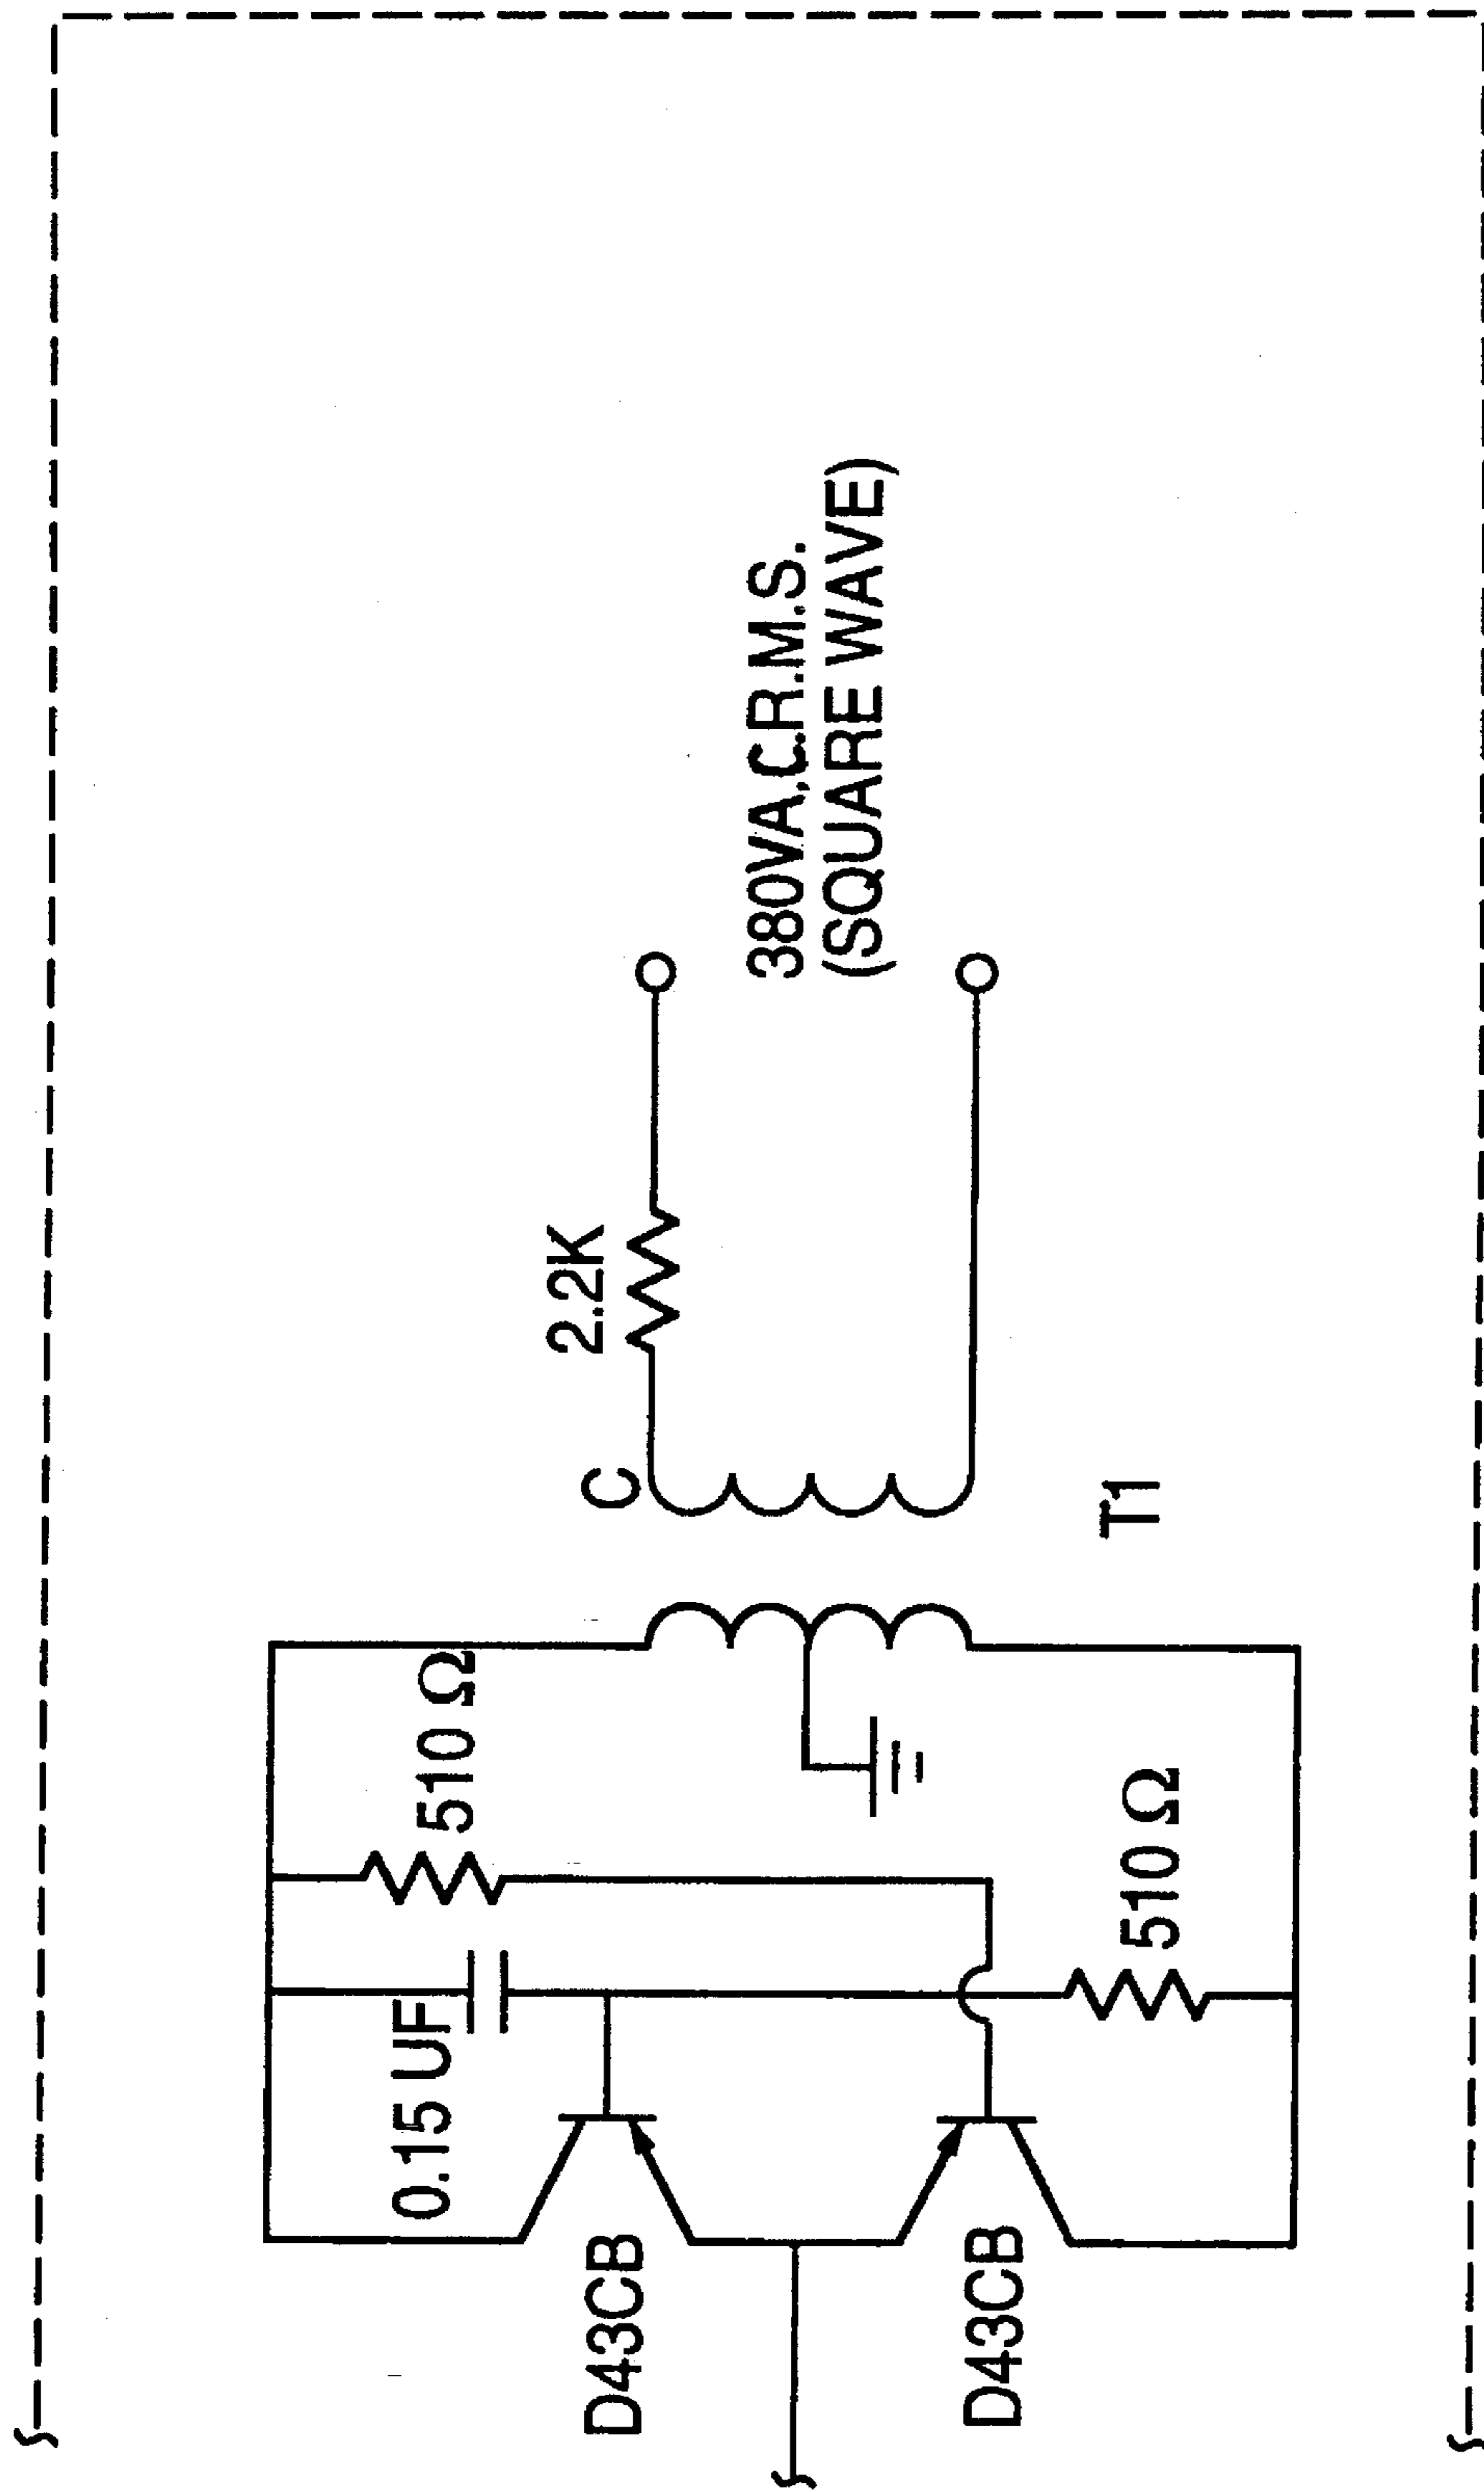 0.15 UF
510 Ω
D43CB
D43CB
510 Ω
C
T1
2.2K
380VA,C.R.M.S.
(SQUARE WAVE)